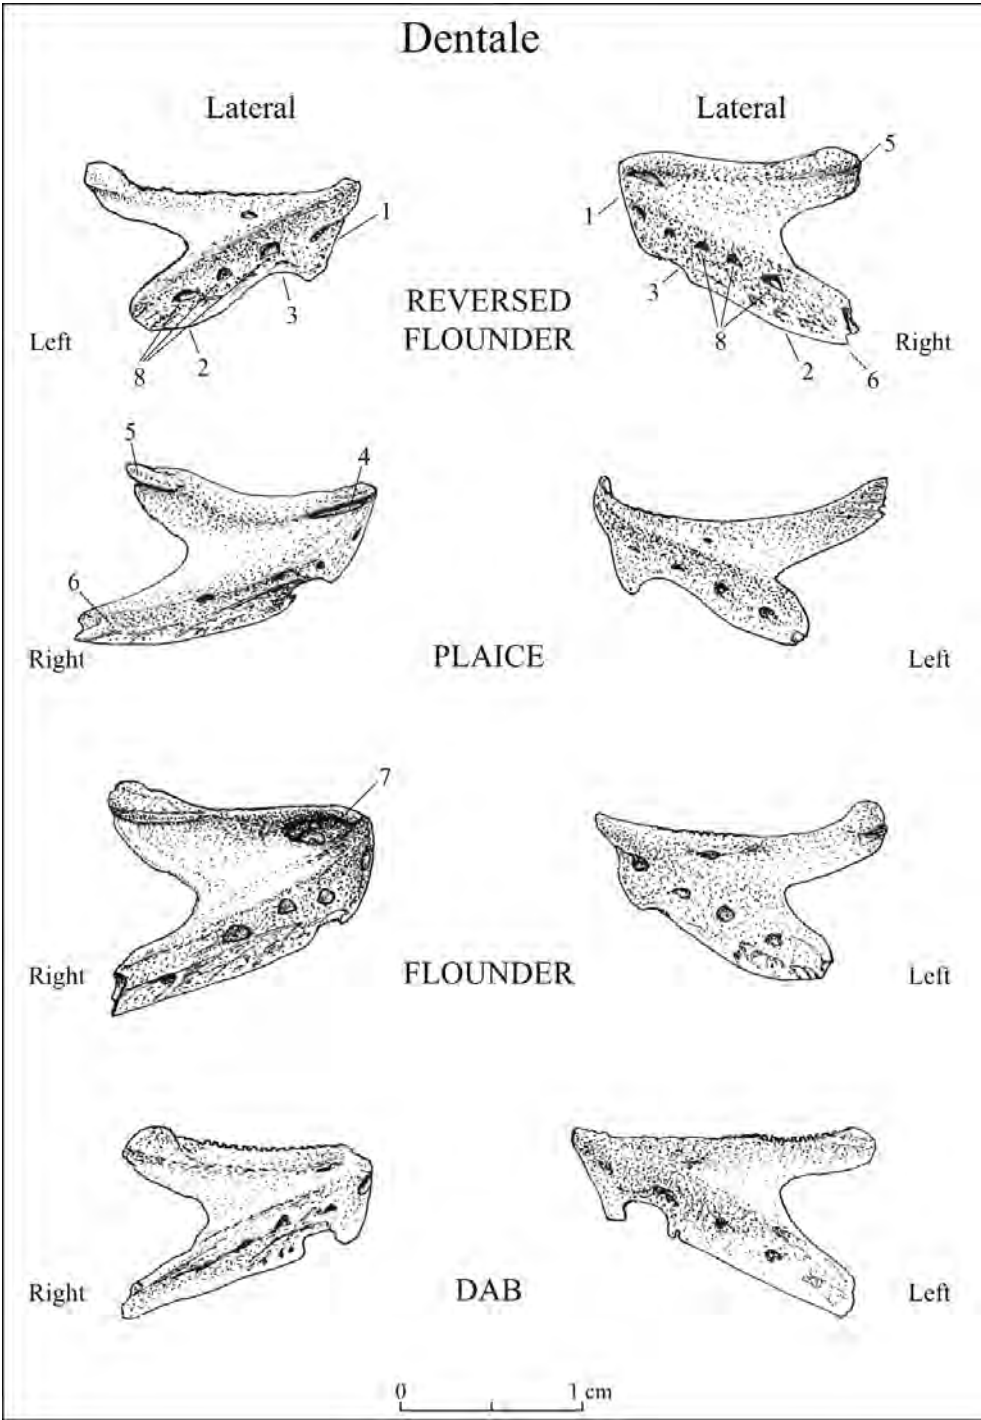 Dentale
Lateral Lateral
5
1 1
3 3
REVERSED
FLOUNDER
Left Right
8 2 8 2 6
5 4
6
Right PLAICE Left
7
Right FLOUNDER Left
Right DAB Left
0 1 cm